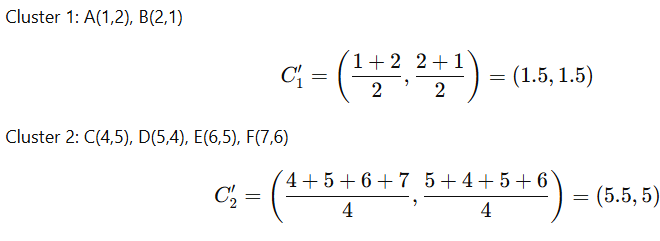 Cluster 1: A(1,2), B(2,1)
C′₁ = ( (1 + 2)/2 , (2 + 1)/2 ) = (1.5, 1.5)
Cluster 2: C(4,5), D(5,4), E(6,5), F(7,6)
C′₂ = ( (4 + 5 + 6 + 7)/4 , (5 + 4 + 5 + 6)/4 ) = (5.5, 5)